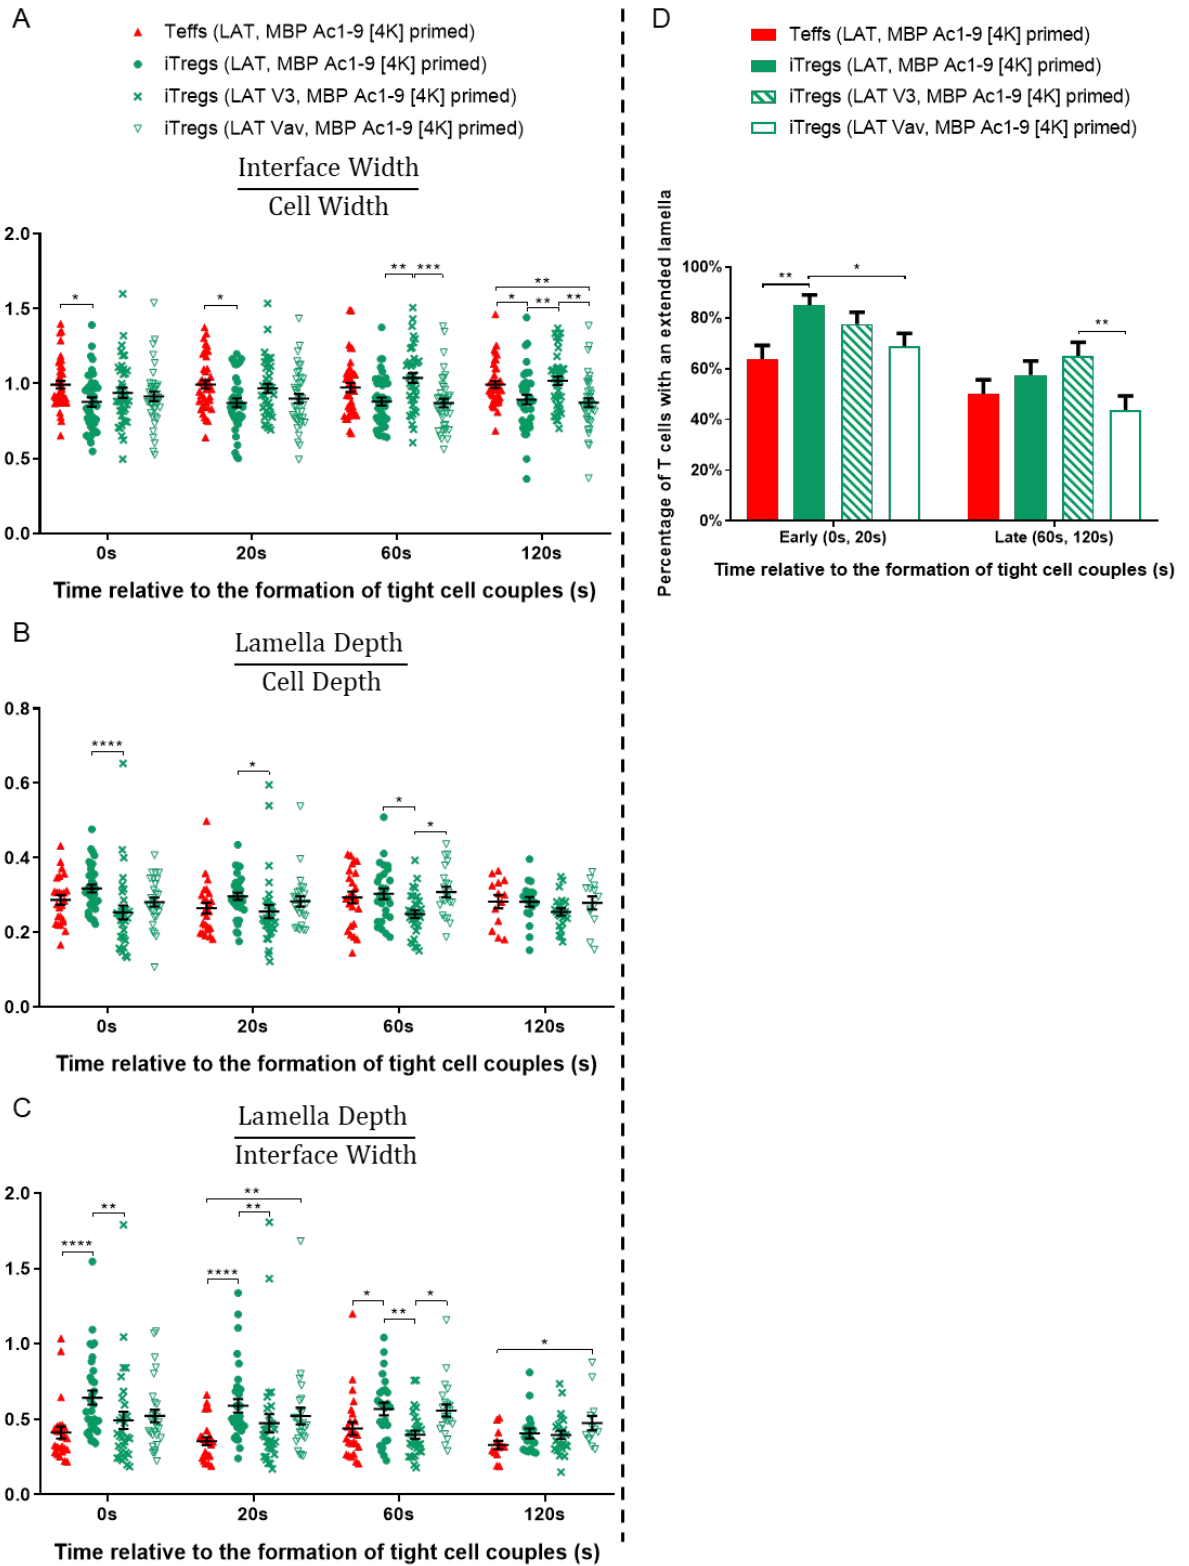 A
Teffs (LAT, MBP Ac1-9 [4K] primed)
iTregs (LAT, MBP Ac1-9 [4K] primed)
iTregs (LAT V3, MBP Ac1-9 [4K] primed)
iTregs (LAT Vav, MBP Ac1-9 [4K] primed)
Interface Width
Cell Width
2.0
1.5
1.0
0.5
0.0
*
*
** ***
**
* ** **
0s 20s 60s 120s
Time relative to the formation of tight cell couples (s)
B
Lamella Depth
Cell Depth
0.8
0.6
0.4
0.2
0.0
****
*
*
*
0s 20s 60s 120s
Time relative to the formation of tight cell couples (s)
C
Lamella Depth
Interface Width
2.0
1.5
1.0
0.5
0.0
**
****
**
**
****
*
**
*
*
0s 20s 60s 120s
Time relative to the formation of tight cell couples (s)
D
Teffs (LAT, MBP Ac1-9 [4K] primed)
iTregs (LAT, MBP Ac1-9 [4K] primed)
iTregs (LAT V3, MBP Ac1-9 [4K] primed)
iTregs (LAT Vav, MBP Ac1-9 [4K] primed)
Percentage of T cells with an extended lamella
100%
80%
60%
40%
20%
0%
**
*
**
Early (0s, 20s) Late (60s, 120s)
Time relative to the formation of tight cell couples (s)